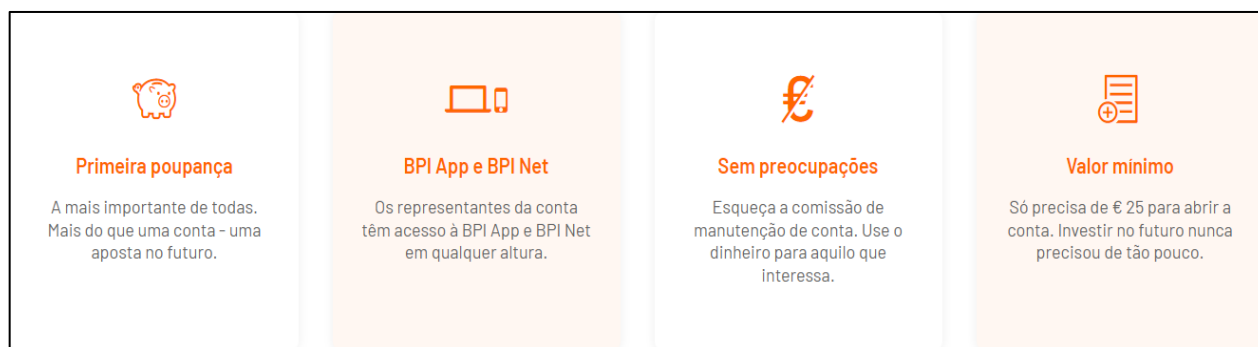 Primeira poupança
A mais importante de todas.
Mais do que uma conta - uma
aposta no futuro.
BPI App e BPI Net
Os representantes da conta
têm acesso à BPI App e BPI Net
em qualquer altura.
Sem preocupações
Esqueça a comissão de
manutenção de conta. Use o
dinheiro para aquilo que
interessa.
Valor mínimo
Só precisa de € 25 para abrir a
conta. Investir no futuro nunca
precisou de tão pouco.